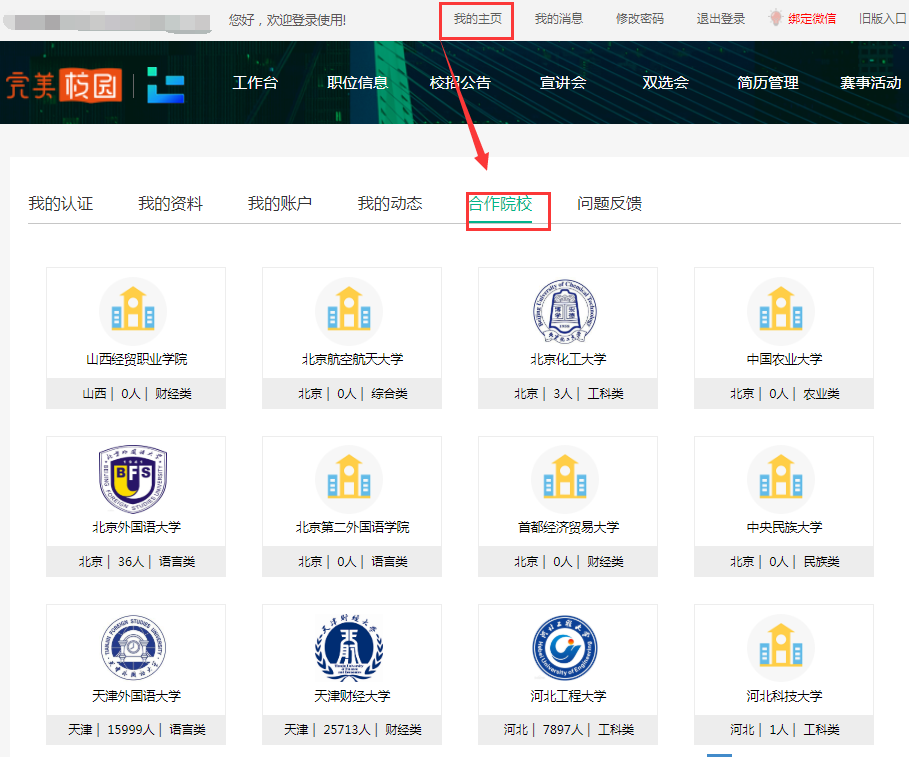 您好，欢迎登录使用! 我的主页 我的消息 修改密码 退出登录 绑定微信 旧版入口
完美校园 工作台 职位信息 校招公告 宣讲会 双选会 简历管理 赛事活动
我的认证 我的资料 我的账户 我的动态 合作院校 问题反馈
山西经贸职业学院 北京航空航天大学 北京化工大学 中国农业大学
山西 | 0人 | 财经类 北京 | 0人 | 综合类 北京 | 3人 | 工科类 北京 | 0人 | 农业类
BFS
北京外国语大学 北京第二外国语学院 首都经济贸易大学 中央民族大学
北京 | 36人 | 语言类 北京 | 0人 | 语言类 北京 | 0人 | 财经类 北京 | 0人 | 民族类
天津外国语大学 天津财经大学 河北工程大学 河北科技大学
天津 | 15999人 | 语言类 天津 | 25713人 | 财经类 河北 | 7897人 | 工科类 河北 | 1人 | 工科类